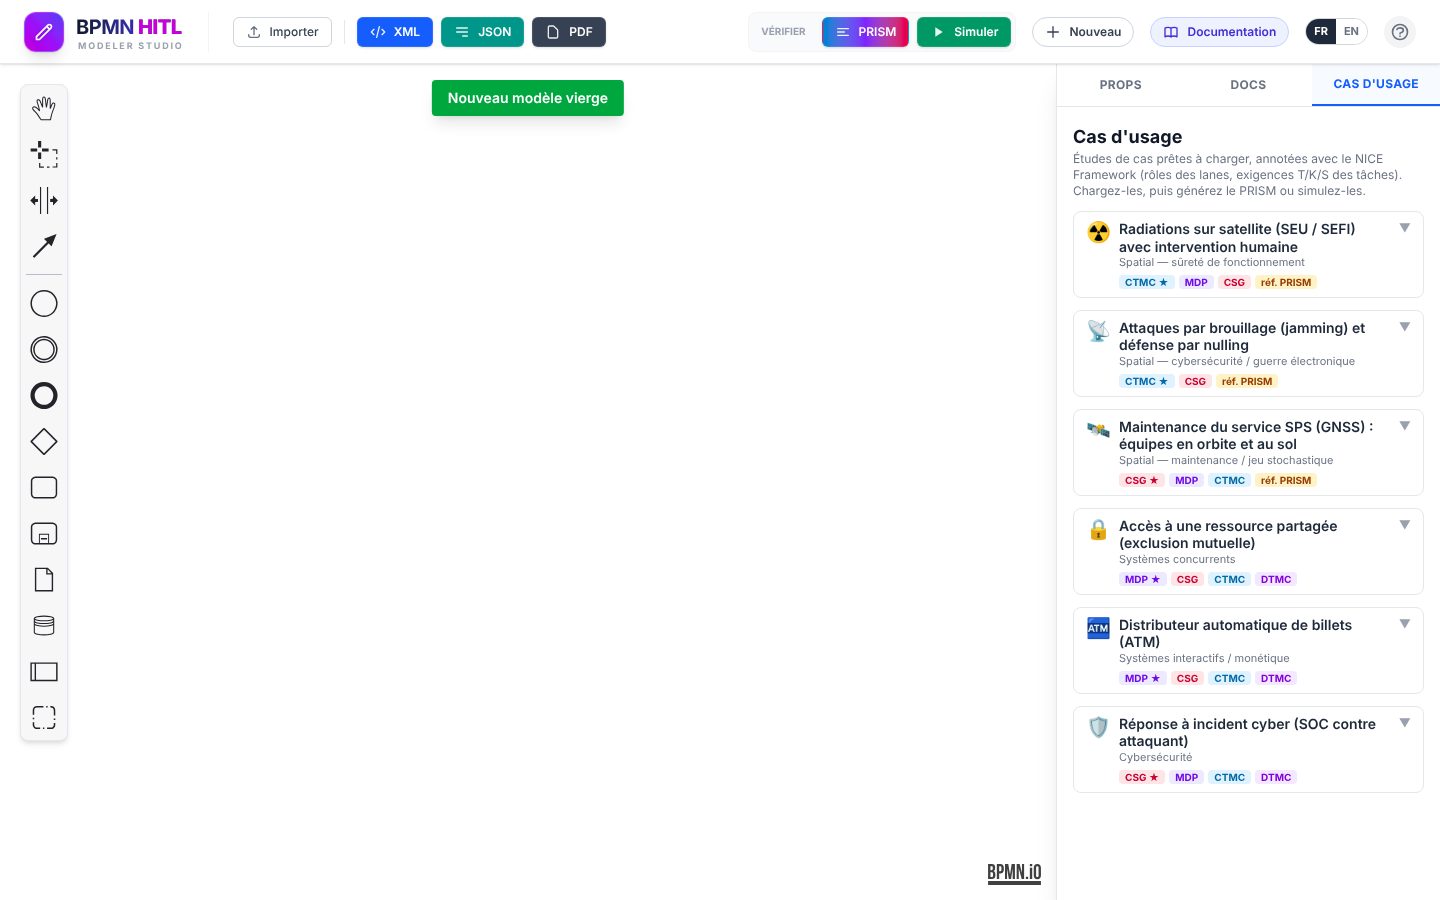 BPMN HITL
MODELER STUDIO
Importer
XML
JSON
PDF
VÉRIFIER
PRISM
Simuler
Nouveau
Documentation
FR
EN
Nouveau modèle vierge
PROPS
DOCS
CAS D'USAGE
Cas d'usage
Études de cas prêtes à charger, annotées avec le NICE
Framework (rôles des lanes, exigences T/K/S des tâches).
Chargez-les, puis générez le PRISM ou simulez-les.
Radiations sur satellite (SEU / SEFI)
avec intervention humaine
Spatial — sûreté de fonctionnement
CTMC ★ MDP CSG réf. PRISM
Attaques par brouillage (jamming) et
défense par nulling
Spatial — cybersécurité / guerre électronique
CTMC ★ CSG réf. PRISM
Maintenance du service SPS (GNSS) :
équipes en orbite et au sol
Spatial — maintenance / jeu stochastique
CSG ★ MDP CTMC réf. PRISM
Accès à une ressource partagée
(exclusion mutuelle)
Systèmes concurrents
MDP ★ CSG CTMC DTMC
ATM
Distributeur automatique de billets
(ATM)
Systèmes interactifs / monétique
MDP ★ CSG CTMC DTMC
Réponse à incident cyber (SOC contre
attaquant)
Cybersécurité
CSG ★ MDP CTMC DTMC
BPMN.iO